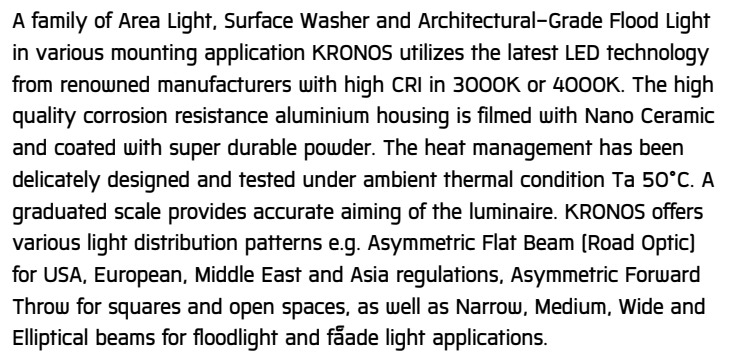 A family of Area Light, Surface Washer and Architectural-Grade Flood Light
in various mounting application KRONOS utilizes the latest LED technology
from renowned manufacturers with high CRI in 3000K or 4000K. The high
quality corrosion resistance aluminium housing is filmed with Nano Ceramic
and coated with super durable powder. The heat management has been
delicately designed and tested under ambient thermal condition Ta 50°C. A
graduated scale provides accurate aiming of the luminaire. KRONOS offers
various light distribution patterns e.g. Asymmetric Flat Beam (Road Optic)
for USA, European, Middle East and Asia regulations, Asymmetric Forward
Throw for squares and open spaces, as well as Narrow, Medium, Wide and
Elliptical beams for floodlight and light applications.